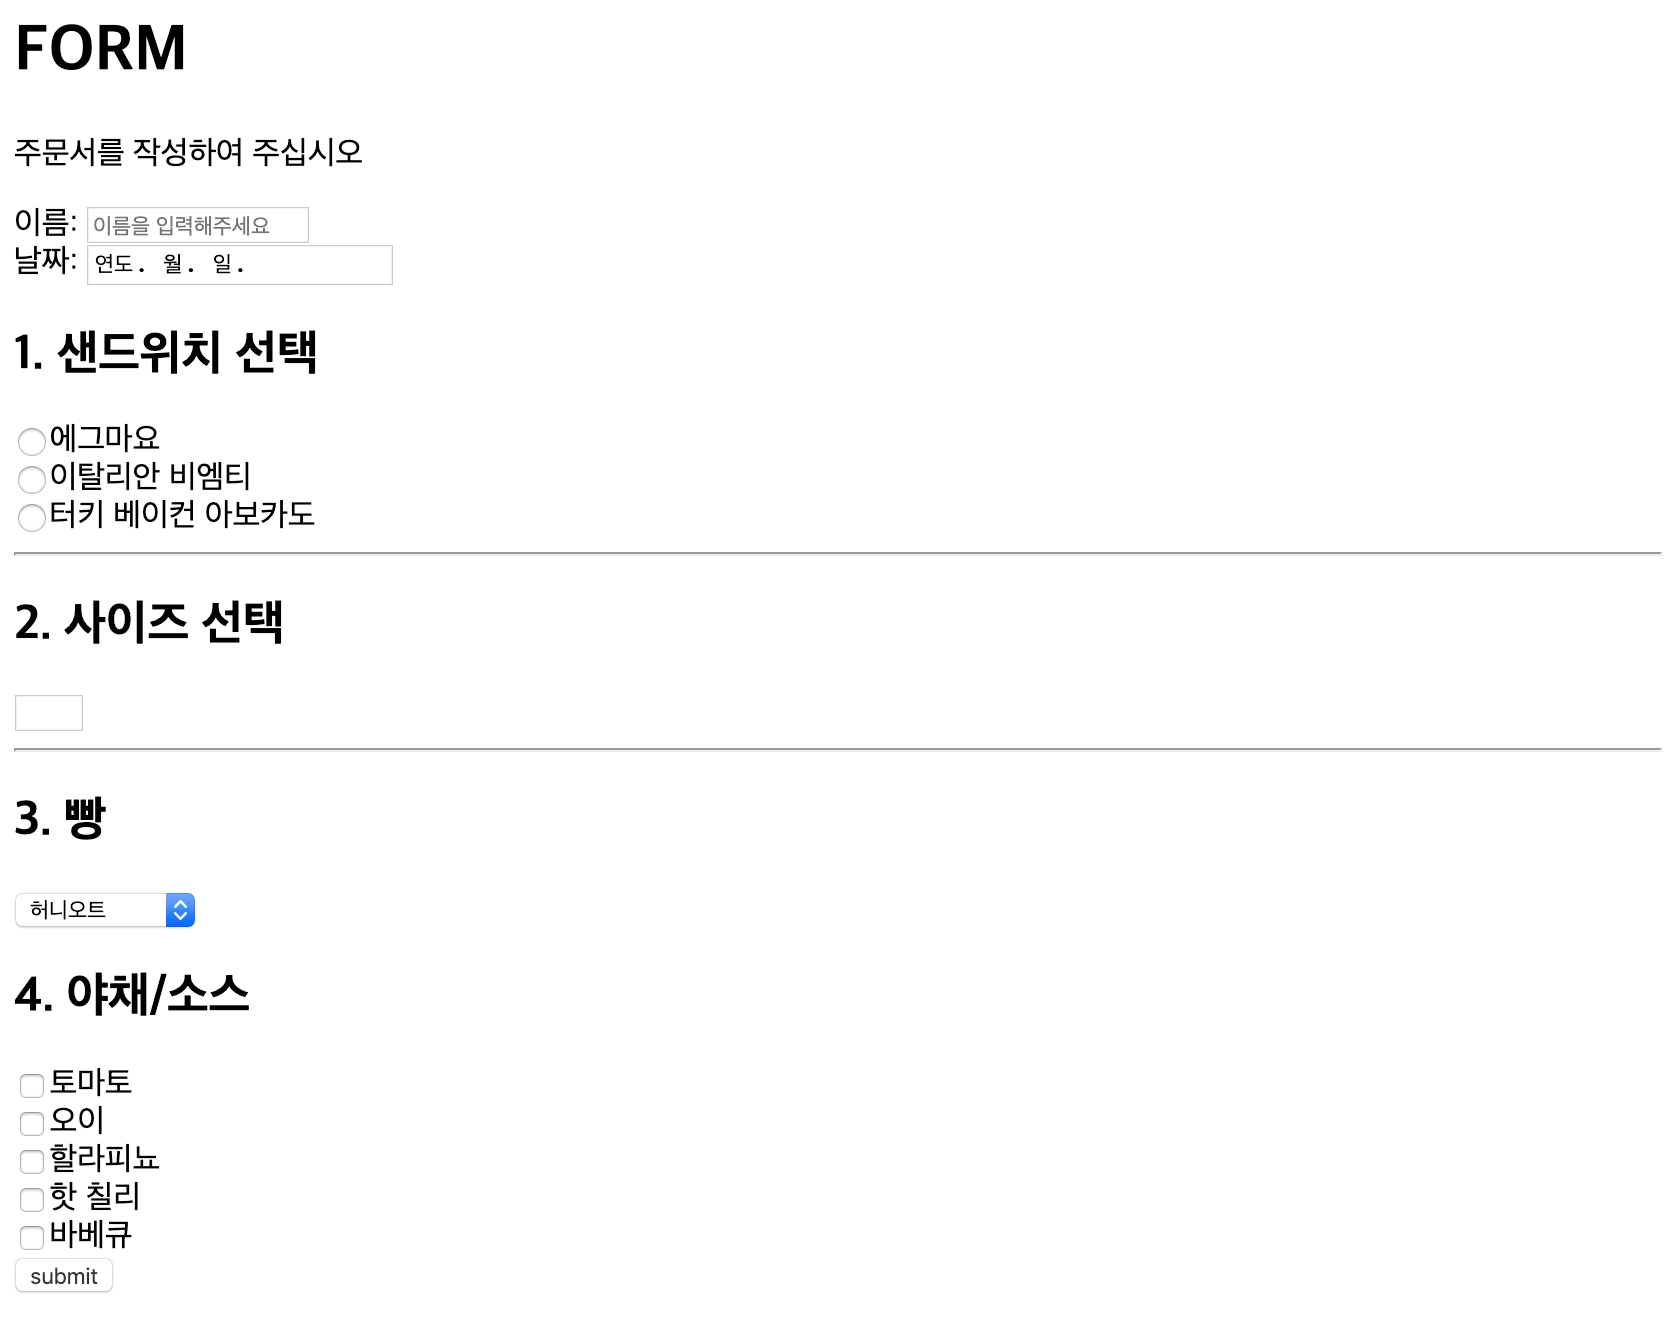 FORM
주문서를 작성하여 주십시오
이름: 이름을 입력해주세요
날짜: 연도. 월. 일.
1. 샌드위치 선택
에그마요
이탈리안 비엠티
터키 베이컨 아보카도
2. 사이즈 선택
3. 빵
허니오트
4. 야채/소스
토마토
오이
할라피뇨
핫 칠리
바베큐
submit